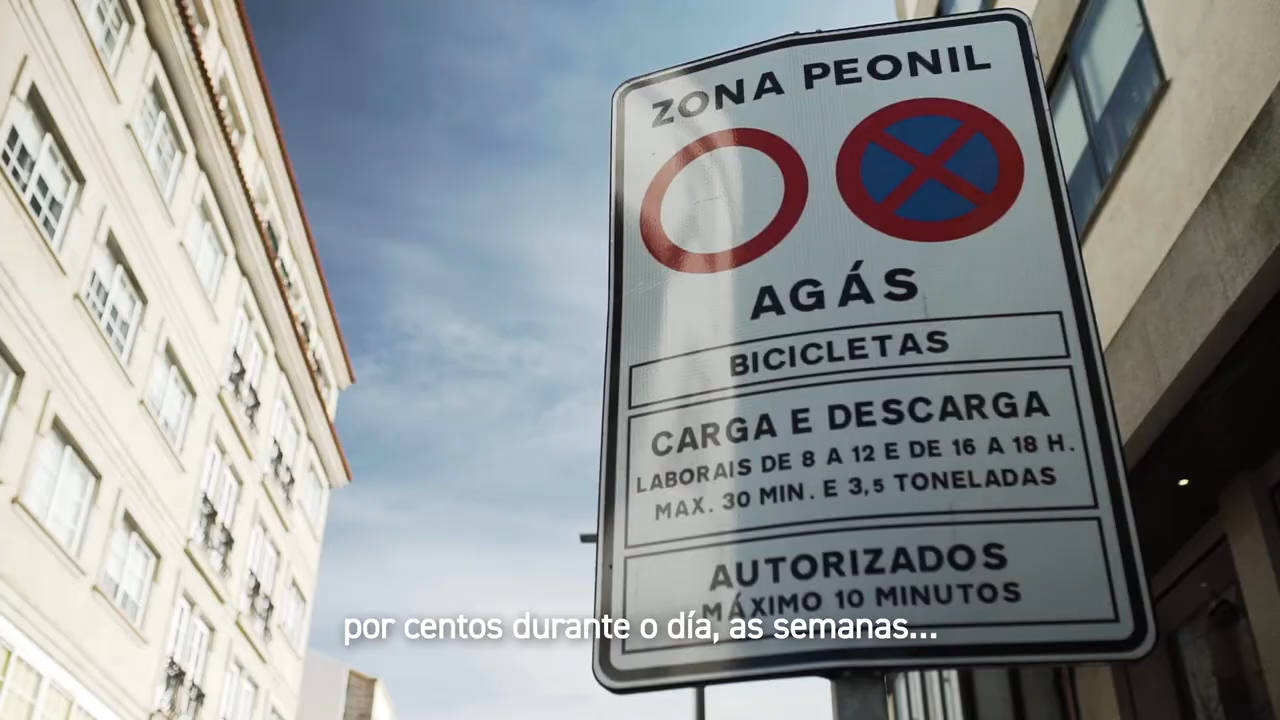 ZONA PEONIL
AGÁS
BICICLETAS
CARGA E DESCARGA
LABORAIS DE 8 A 12 E DE 16 A 18 H.
MAX. 30 MIN. E 3,5 TONELADAS
AUTORIZADOS
MÁXIMO 10 MINUTOS
por centos durante o día, as semanas...